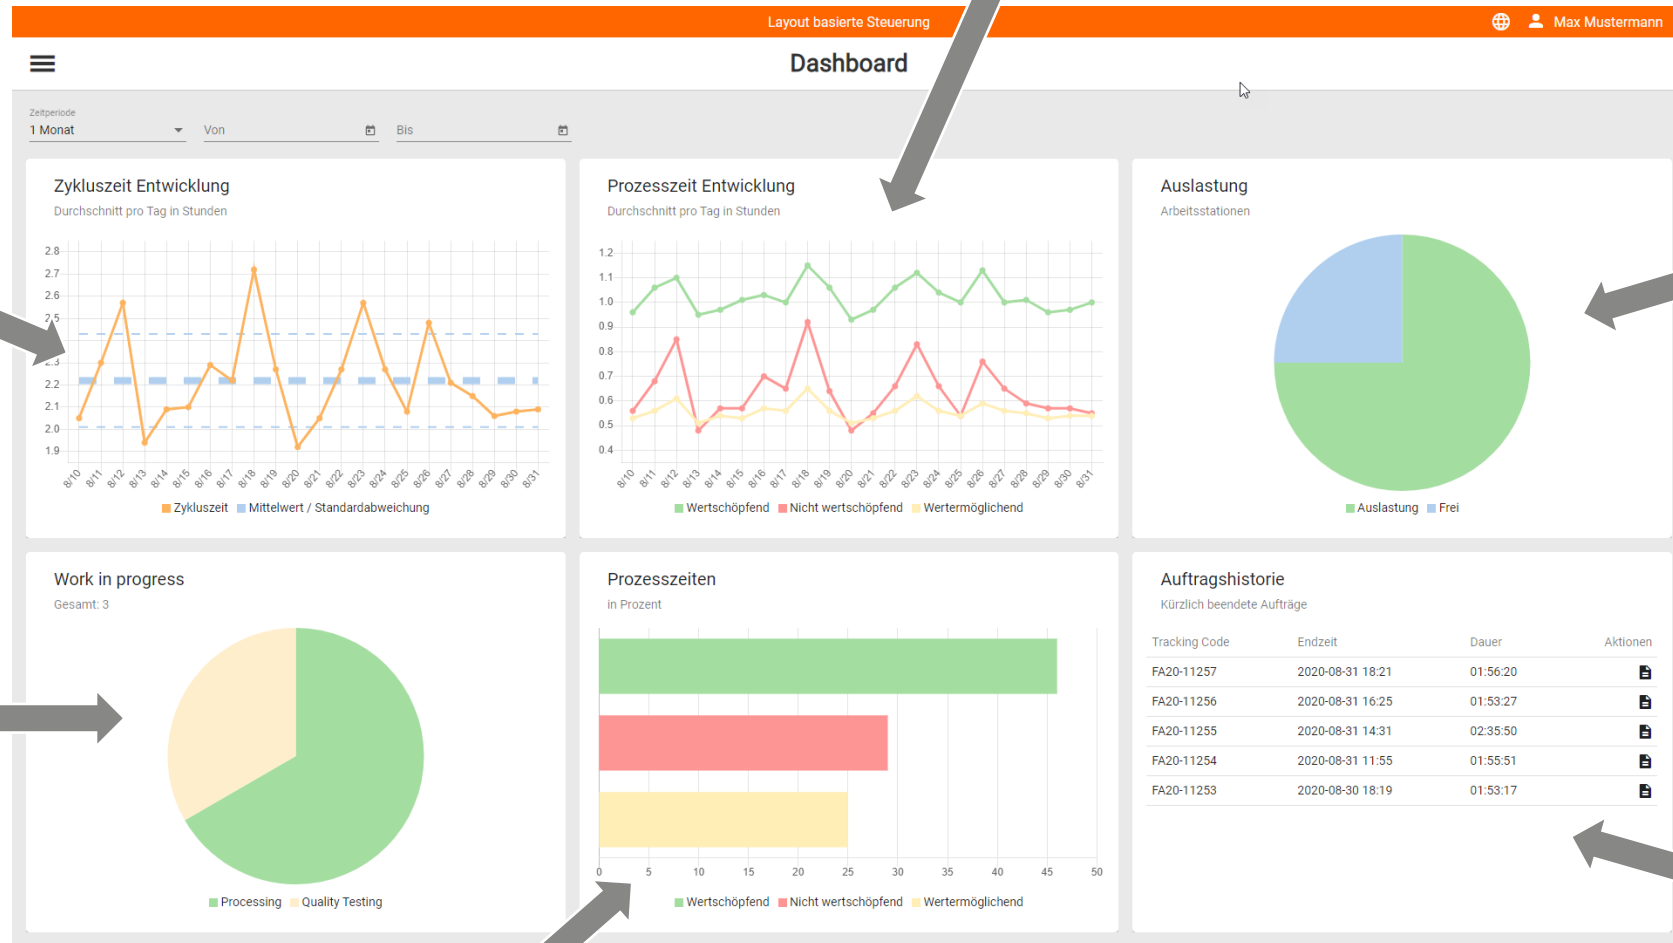 Layout basierte Steuerung
Max Mustermann
Dashboard
Zeitperiode
1 Monat
Von
Bis
Zykluszeit Entwicklung
Durchschnitt pro Tag in Stunden
2.8
2.7
2.6
2.5
2.3
2.2
2.1
2.0
1.9
8/10 8/11 8/12 8/13 8/14 8/15 8/16 8/17 8/18 8/19 8/20 8/21 8/22 8/23 8/24 8/25 8/26 8/27 8/28 8/29 8/30 8/31
Zykluszeit Mittelwert / Standardabweichung
Prozesszeit Entwicklung
Durchschnitt pro Tag in Stunden
1.2
1.1
1.0
0.9
0.8
0.7
0.6
0.5
0.4
8/10 8/11 8/12 8/13 8/14 8/15 8/16 8/17 8/18 8/19 8/20 8/21 8/22 8/23 8/24 8/25 8/26 8/27 8/28 8/29 8/30 8/31
Wertschöpfend Nicht wertschöpfend Wertermöglichend
Auslastung
Arbeitsstationen
Auslastung Frei
Work in progress
Gesamt: 3
Processing Quality Testing
Prozesszeiten
in Prozent
0 5 10 15 20 25 30 35 40 45 50
Wertschöpfend Nicht wertschöpfend Wertermöglichend
Auftragshistorie
Kürzlich beendete Aufträge
Tracking Code Endzeit Dauer Aktionen
FA20-11257 2020-08-31 18:21 01:56:20
FA20-11256 2020-08-31 16:25 01:53:27
FA20-11255 2020-08-31 14:31 02:35:50
FA20-11254 2020-08-31 11:55 01:55:51
FA20-11253 2020-08-30 18:19 01:53:17